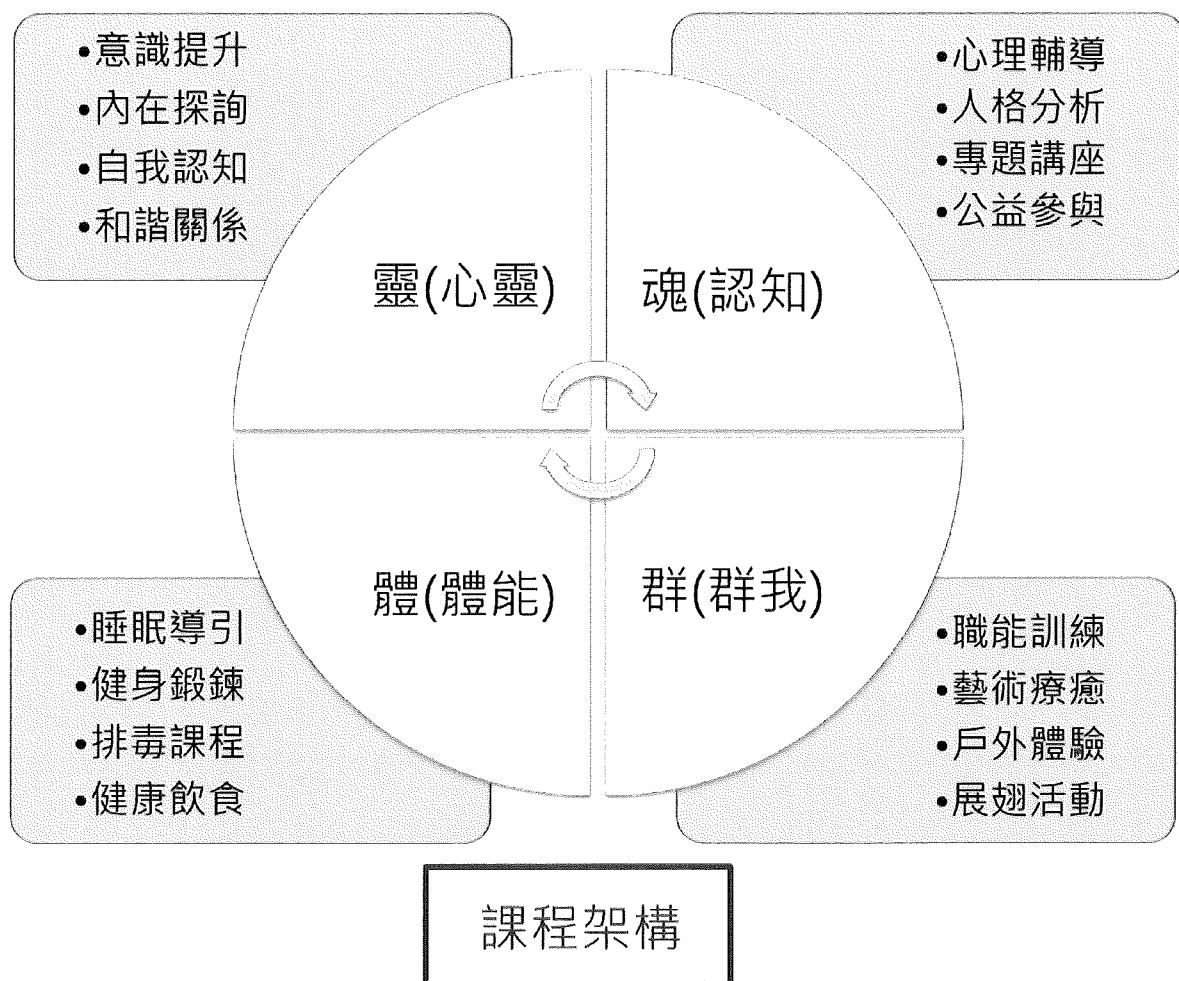 •意識提升
•內在探詢
•自我認知
•和諧關係
•心理輔導
•人格分析
•專題講座
•公益參與
靈(心靈)
魂(認知)
體(體能)
群(群我)
•睡眠導引
•健身鍛鍊
•排毒課程
•健康飲食
•職能訓練
•藝術療癒
•戶外體驗
•展翅活動
課程架構